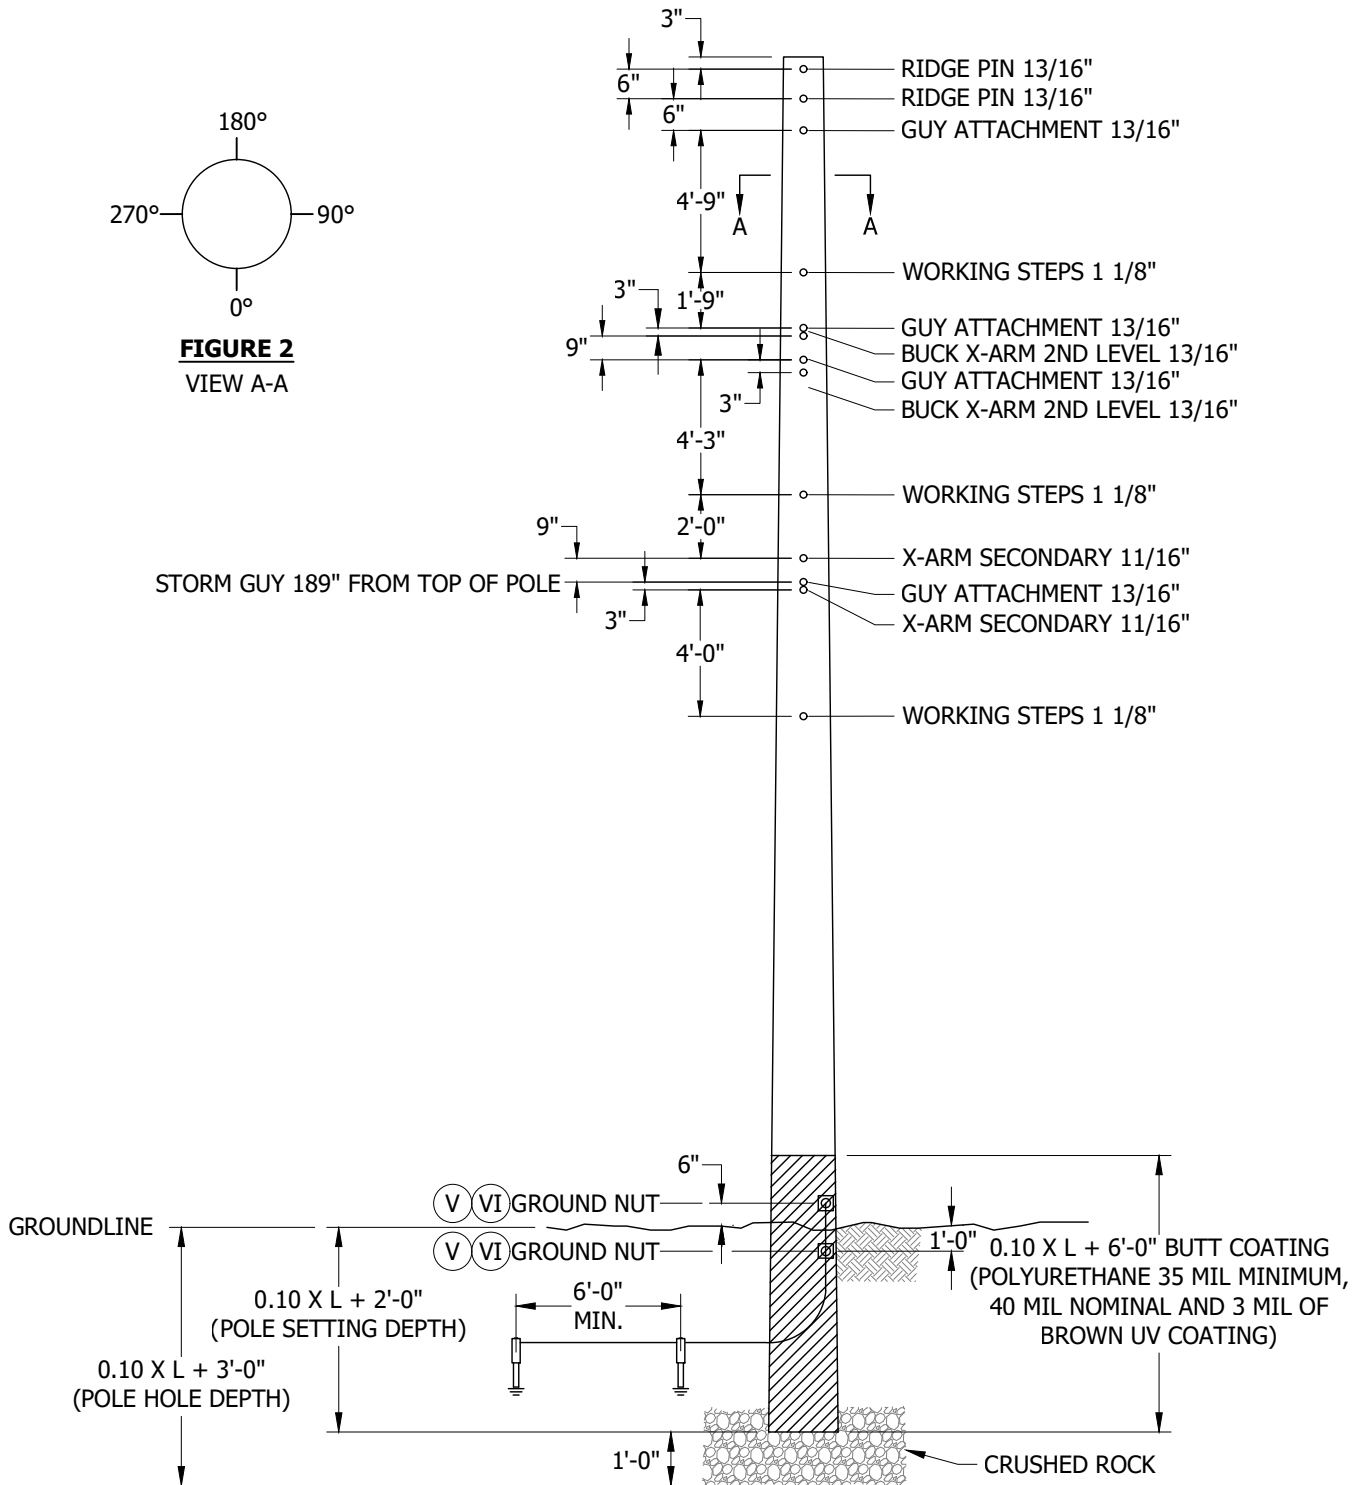 3"
RIDGE PIN 13/16"
6"
RIDGE PIN 13/16"
6"
GUY ATTACHMENT 13/16"
180°
270°
90°
0°
FIGURE 2
VIEW A-A
4'-9"
A
A
WORKING STEPS 1 1/8"
3"
1'-9"
GUY ATTACHMENT 13/16"
9"
BUCK X-ARM 2ND LEVEL 13/16"
GUY ATTACHMENT 13/16"
3"
BUCK X-ARM 2ND LEVEL 13/16"
4'-3"
WORKING STEPS 1 1/8"
9"
2'-0"
X-ARM SECONDARY 11/16"
STORM GUY 189" FROM TOP OF POLE
GUY ATTACHMENT 13/16"
3"
X-ARM SECONDARY 11/16"
4'-0"
WORKING STEPS 1 1/8"
6"
V VI GROUND NUT
GROUNDLINE
V VI GROUND NUT
1'-0"
0.10 X L + 6'-0" BUTT COATING
(POLYURETHANE 35 MIL MINIMUM,
40 MIL NOMINAL AND 3 MIL OF
BROWN UV COATING)
6'-0"
MIN.
0.10 X L + 2'-0"
(POLE SETTING DEPTH)
0.10 X L + 3'-0"
(POLE HOLE DEPTH)
1'-0"
CRUSHED ROCK